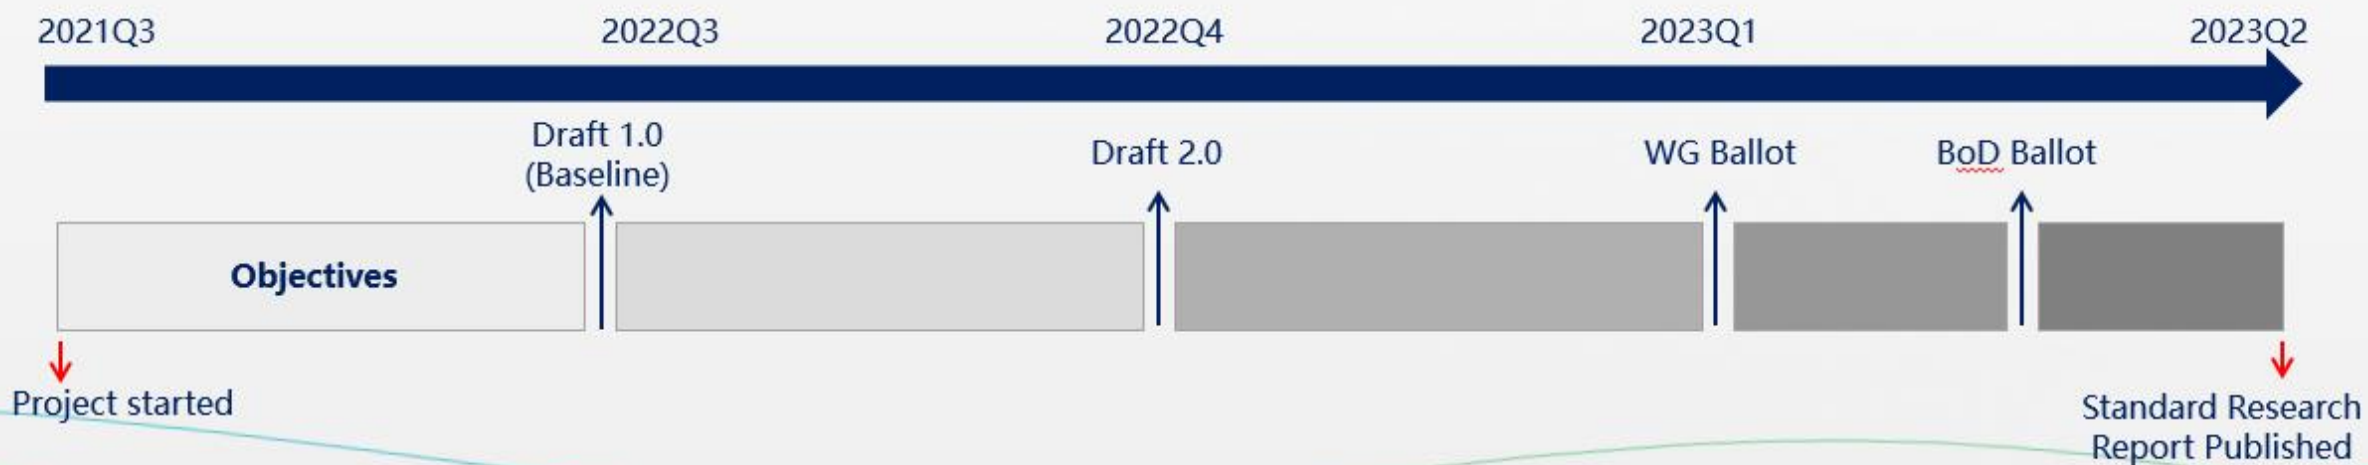 2021Q3
2022Q3
2022Q4
2023Q1
2023Q2
Draft 1.0
(Baseline)
Draft 2.0
WG Ballot
BoD Ballot
Objectives
Project started
Standard Research
Report Published